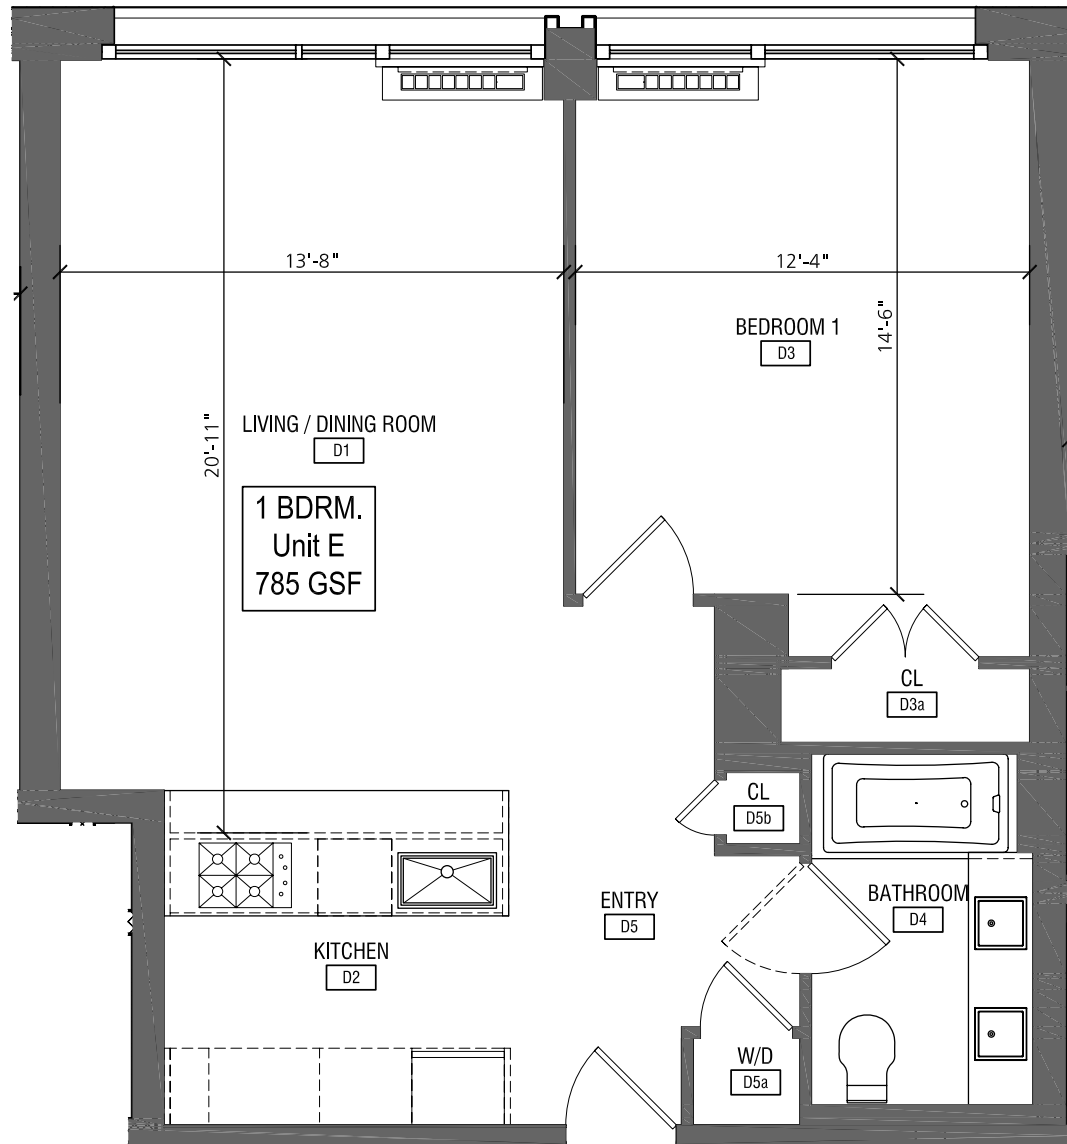 13'-8"
12'-4"
BEDROOM 1
D3
14'-6"
LIVING / DINING ROOM
D1
20'-11"
1 BDRM.
Unit E
785 GSF
CL
D3a
CL
D5b
BATHROOM
D4
ENTRY
D5
KITCHEN
D2
W/D
D5a